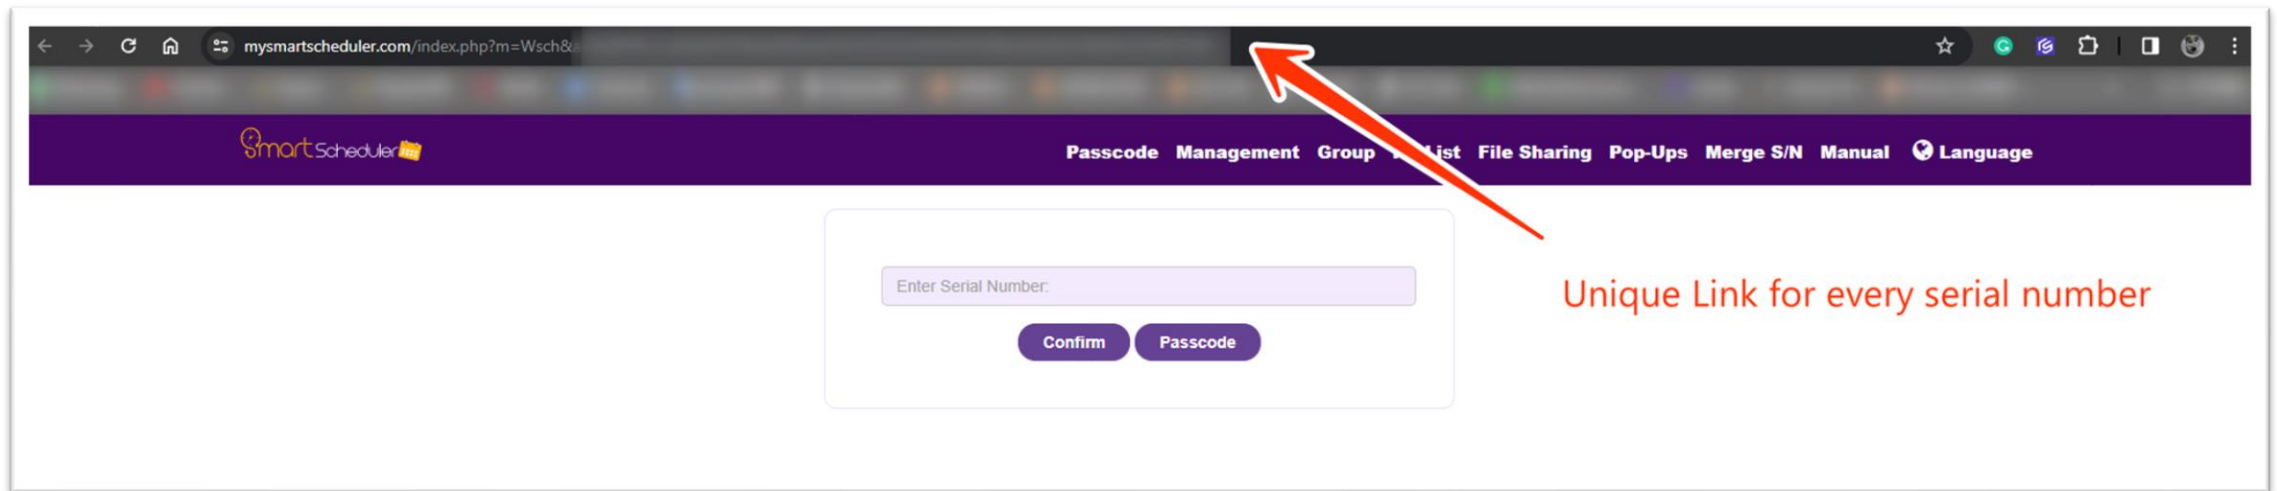 mysmartscheduler.com/index.php?m=Wsch&
Smart Scheduler
Passcode Management Group List File Sharing Pop-Ups Merge S/N Manual Language
Enter Serial Number:
Confirm Passcode
Unique Link for every serial number